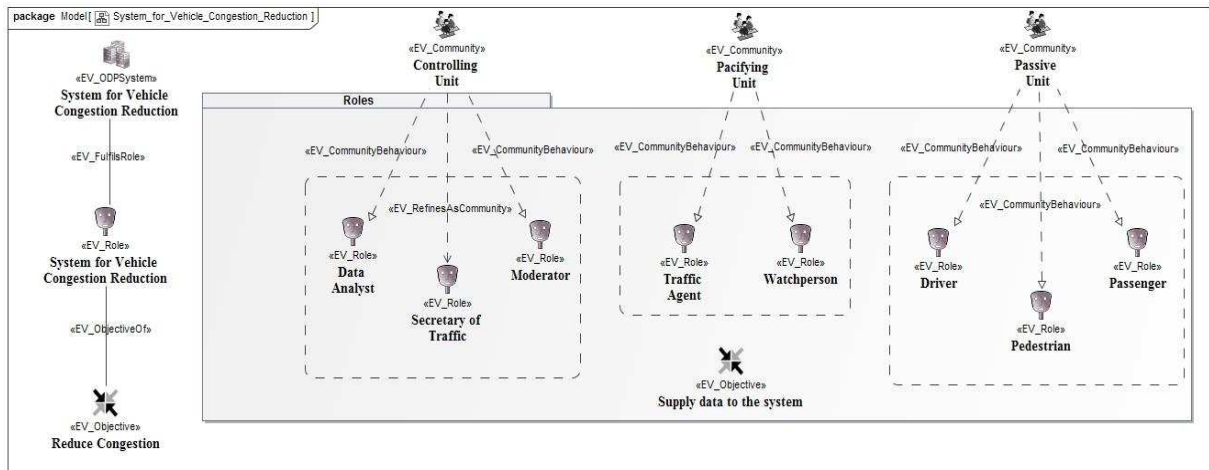 package Model[ System_for_Vehicle_Congestion_Reduction ]
«EV_ODPSystem»
System for Vehicle
Congestion Reduction
«EV_FulfilsRole»
«EV_Role»
System for Vehicle
Congestion Reduction
«EV_ObjectiveOf»
«EV_Objective»
Reduce Congestion
«EV_Community»
Controlling
Unit
«EV_Community»
Pacifying
Unit
«EV_Community»
Passive
Unit
Roles
«EV_CommunityBehaviour»
«EV_CommunityBehaviour»
«EV_RefinesAsCommunity»
«EV_Role»
Data
Analyst
«EV_Role»
Secretary of
Traffic
«EV_Role»
Moderator
«EV_CommunityBehaviour»
«EV_CommunityBehaviour»
«EV_Role»
Traffic
Agent
«EV_Role»
Watchperson
«EV_CommunityBehaviour»
«EV_CommunityBehaviour»
«EV_CommunityBehaviour»
«EV_Role»
Driver
«EV_Role»
Pedestrian
«EV_Role»
Passenger
«EV_Objective»
Supply data to the system